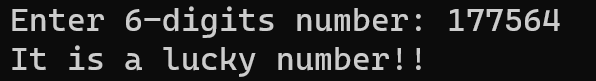 Enter 6-digits number: 177564
It is a lucky number!!